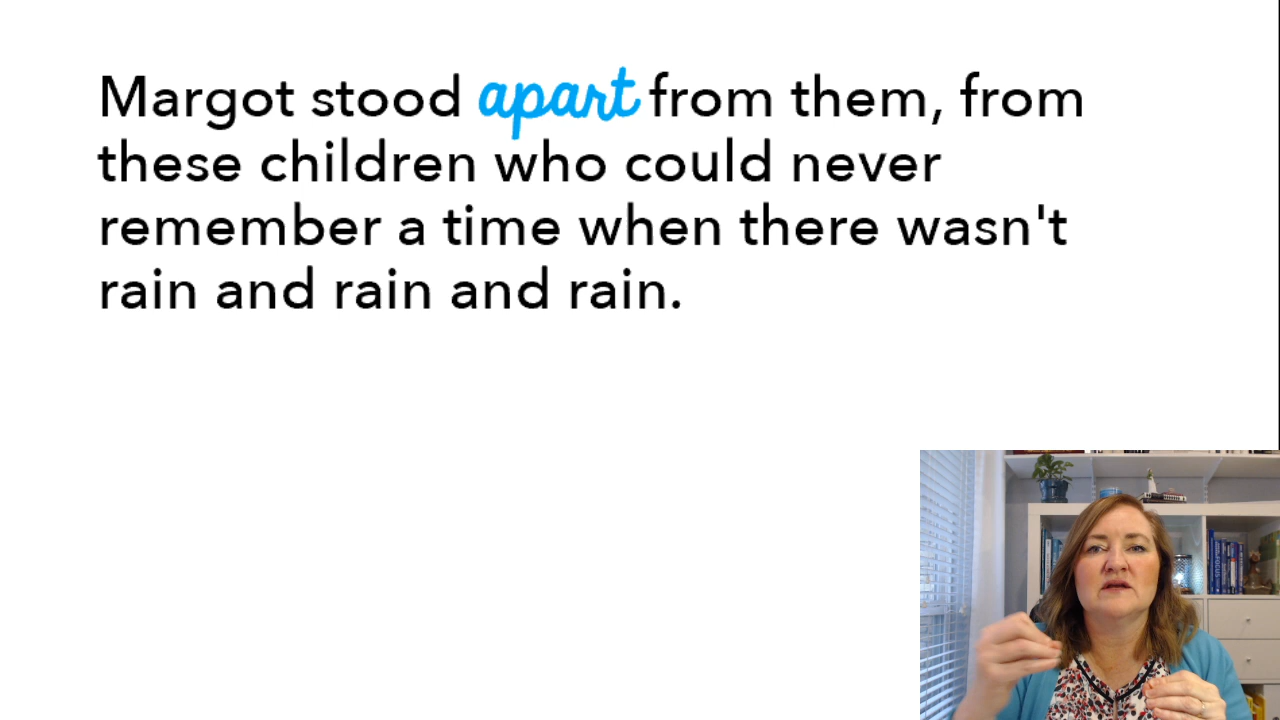 Margot stood apart from them, from
these children who could never
remember a time when there wasn't
rain and rain and rain.